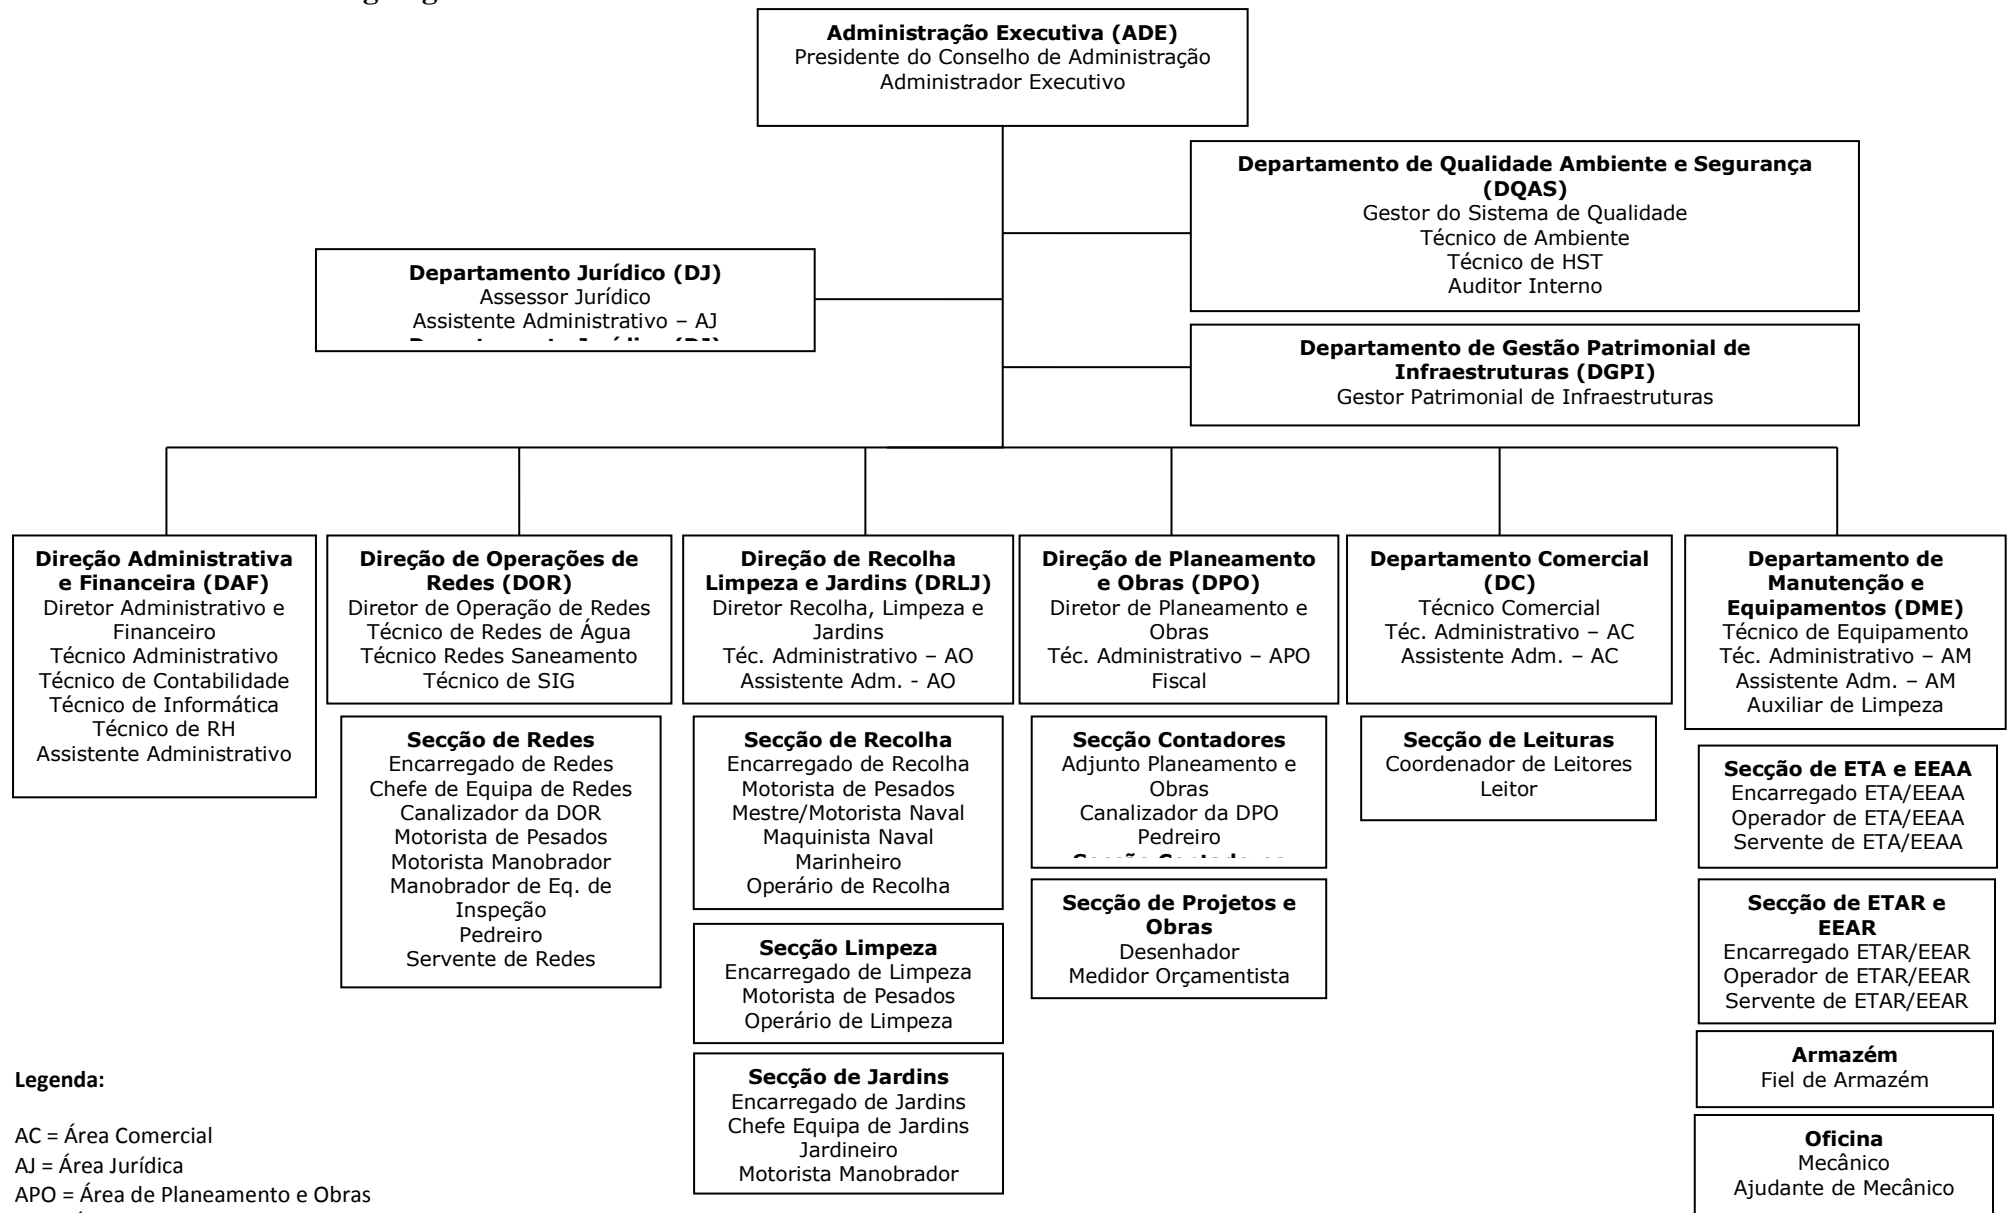 Administração Executiva (ADE)
Presidente do Conselho de Administração
Administrador Executivo
Departamento de Qualidade Ambiente e Segurança
(DQAS)
Gestor do Sistema de Qualidade
Técnico de Ambiente
Técnico de HST
Auditor Interno
Departamento Jurídico (DJ)
Assessor Jurídico
Assistente Administrativo – AJ
Departamento Jurídico (DJ)
Departamento de Gestão Patrimonial de
Infraestruturas (DGPI)
Gestor Patrimonial de Infraestruturas
Direção Administrativa
e Financeira (DAF)
Diretor Administrativo e
Financeiro
Técnico Administrativo
Técnico de Contabilidade
Técnico de Informática
Técnico de RH
Assistente Administrativo
Direção de Operações de
Redes (DOR)
Diretor de Operação de Redes
Técnico de Redes de Água
Técnico Redes Saneamento
Técnico de SIG
Secção de Redes
Encarregado de Redes
Chefe de Equipa de Redes
Canalizador da DOR
Motorista de Pesados
Motorista Manobrador
Manobrador de Eq. de
Inspeção
Pedreiro
Servente de Redes
Direção de Recolha
Limpeza e Jardins (DRLJ)
Diretor Recolha, Limpeza e
Jardins
Téc. Administrativo – AO
Assistente Adm. - AO
Secção de Recolha
Encarregado de Recolha
Motorista de Pesados
Mestre/Motorista Naval
Maquinista Naval
Marinheiro
Operário de Recolha
Secção Limpeza
Encarregado de Limpeza
Motorista de Pesados
Operário de Limpeza
Secção de Jardins
Encarregado de Jardins
Chefe Equipa de Jardins
Jardineiro
Motorista Manobrador
Direção de Planeamento
e Obras (DPO)
Diretor de Planeamento e
Obras
Téc. Administrativo – APO
Fiscal
Secção Contadores
Adjunto Planeamento e
Obras
Canalizador da DPO
Pedreiro
Secção Contadores
Secção de Projetos e
Obras
Desenhador
Medidor Orçamentista
Departamento Comercial
(DC)
Técnico Comercial
Téc. Administrativo – AC
Assistente Adm. – AC
Secção de Leituras
Coordenador de Leitores
Leitor
Departamento de
Manutenção e
Equipamentos (DME)
Técnico de Equipamento
Téc. Administrativo – AM
Assistente Adm. – AM
Auxiliar de Limpeza
Secção de ETA e EEAA
Encarregado ETA/EEAA
Operador de ETA/EEAA
Servente de ETA/EEAA
Secção de ETAR e
EEAR
Encarregado ETAR/EEAR
Operador de ETAR/EEAR
Servente de ETAR/EEAR
Armazém
Fiel de Armazém
Oficina
Mecânico
Ajudante de Mecânico
Legenda:
AC = Área Comercial
AJ = Área Jurídica
APO = Área de Planeamento e Obras